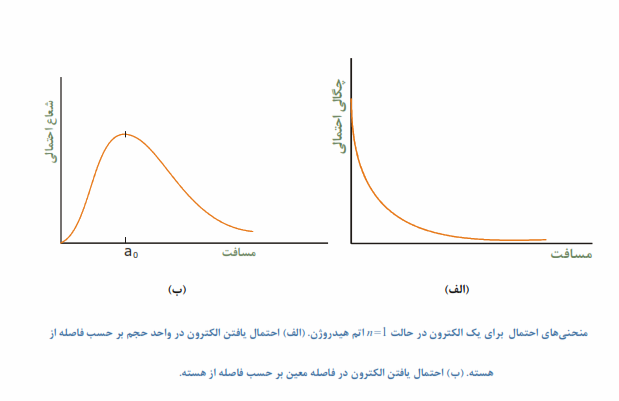 چگالی احتمالی
مسافت
(الف)
شعاع احتمالی
a₀
مسافت
(ب)
منحنی‌های احتمال برای یک الکترون در حالت n=1 اتم هیدروژن. (الف) احتمال یافتن الکترون در واحد حجم بر حسب فاصله از
هسته. (ب) احتمال یافتن الکترون در فاصله معین بر حسب فاصله از هسته.